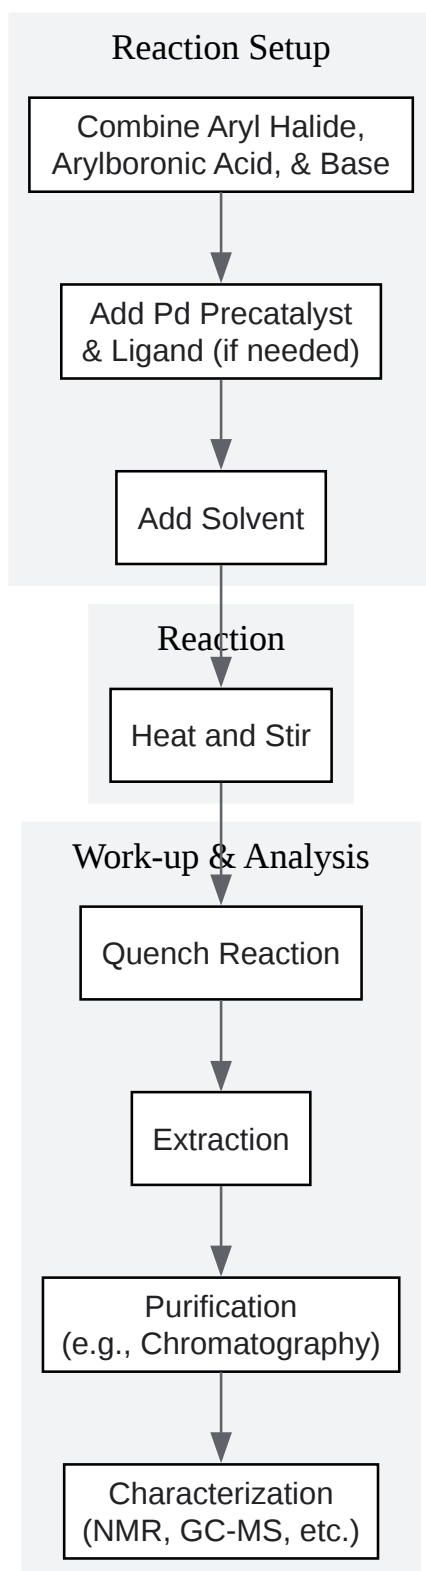 Reaction Setup
Combine Aryl Halide,
Arylboronic Acid, & Base
Add Pd Precatalyst
& Ligand (if needed)
Add Solvent
Reaction
Heat and Stir
Work-up & Analysis
Quench Reaction
Extraction
Purification
(e.g., Chromatography)
Characterization
(NMR, GC-MS, etc.)